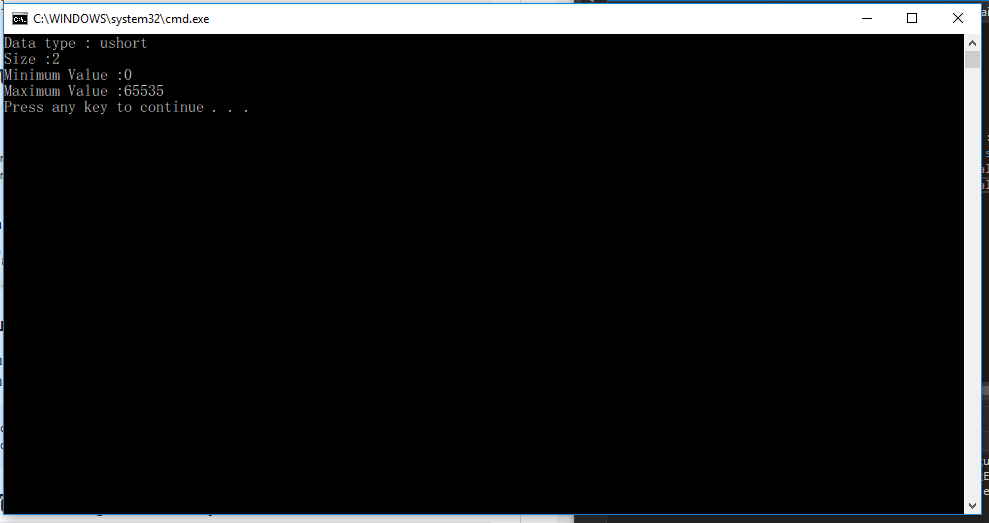 C:\WINDOWS\system32\cmd.exe
Data type : ushort
Size :2
Minimum Value :0
Maximum Value :65535
Press any key to continue . . .